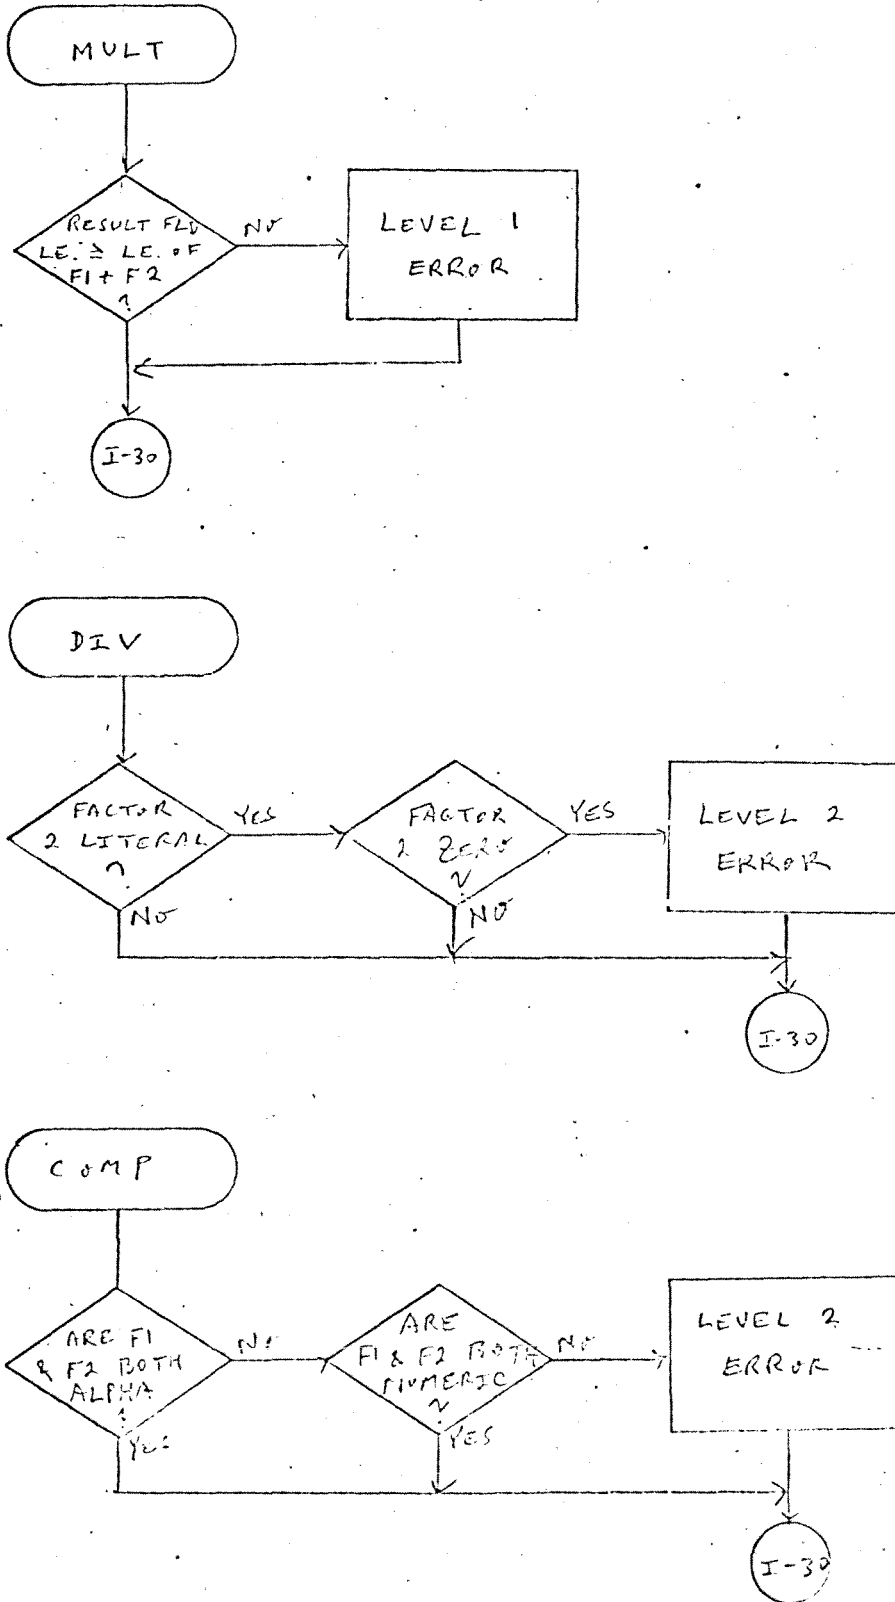 MULT
RESULT FLD
LE. ≥ LE. OF
F1 + F2
?
NO
LEVEL 1
ERROR
I-30
DIV
FACTOR
2 LITERAL
?
YES
NO
FACTOR
2 ZERO
?
YES
NO
LEVEL 2
ERROR
I-30
COMP
ARE F1
& F2 BOTH
ALPHA
?
NO
YES
ARE
F1 & F2 BOTH
NUMERIC
?
NO
YES
LEVEL 2
ERROR
I-30